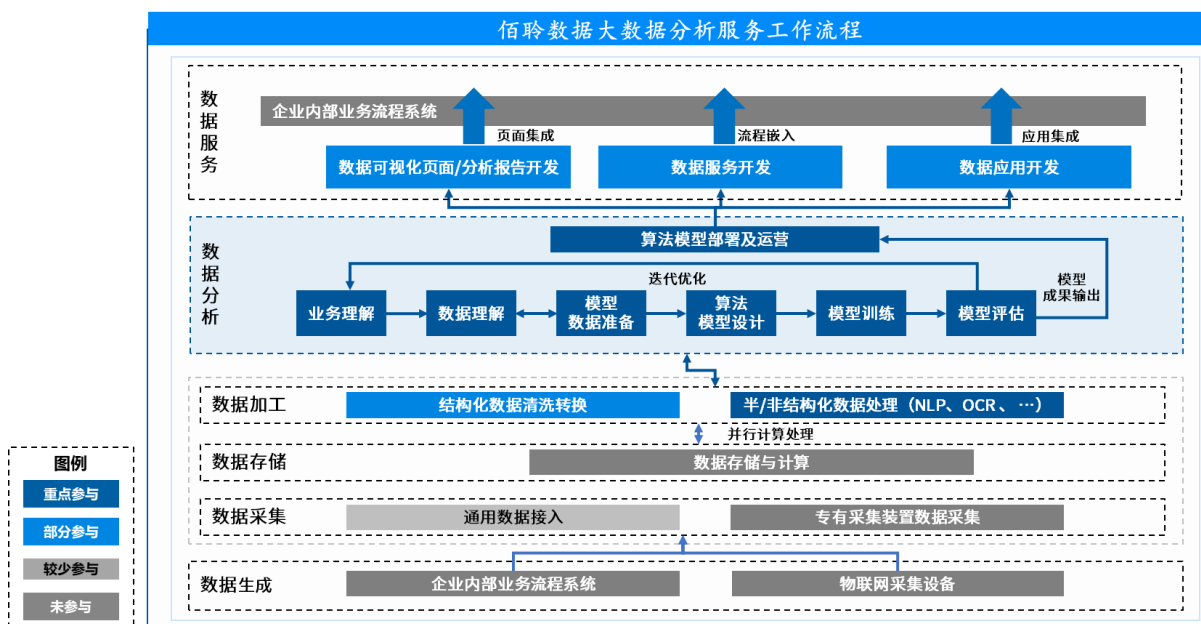 佰聆数据大数据分析服务工作流程
数据服务
企业内部业务流程系统
页面集成
流程嵌入
应用集成
数据可视化页面/分析报告开发
数据服务开发
数据应用开发
数据分析
算法模型部署及运营
迭代优化
模型
成果输出
业务理解
数据理解
模型
数据准备
算法
模型设计
模型训练
模型评估
数据加工
结构化数据清洗转换
半/非结构化数据处理（NLP、OCR、…）
并行计算处理
数据存储
数据存储与计算
数据采集
通用数据接入
专有采集装置数据采集
数据生成
企业内部业务流程系统
物联网采集设备
图例
重点参与
部分参与
较少参与
未参与